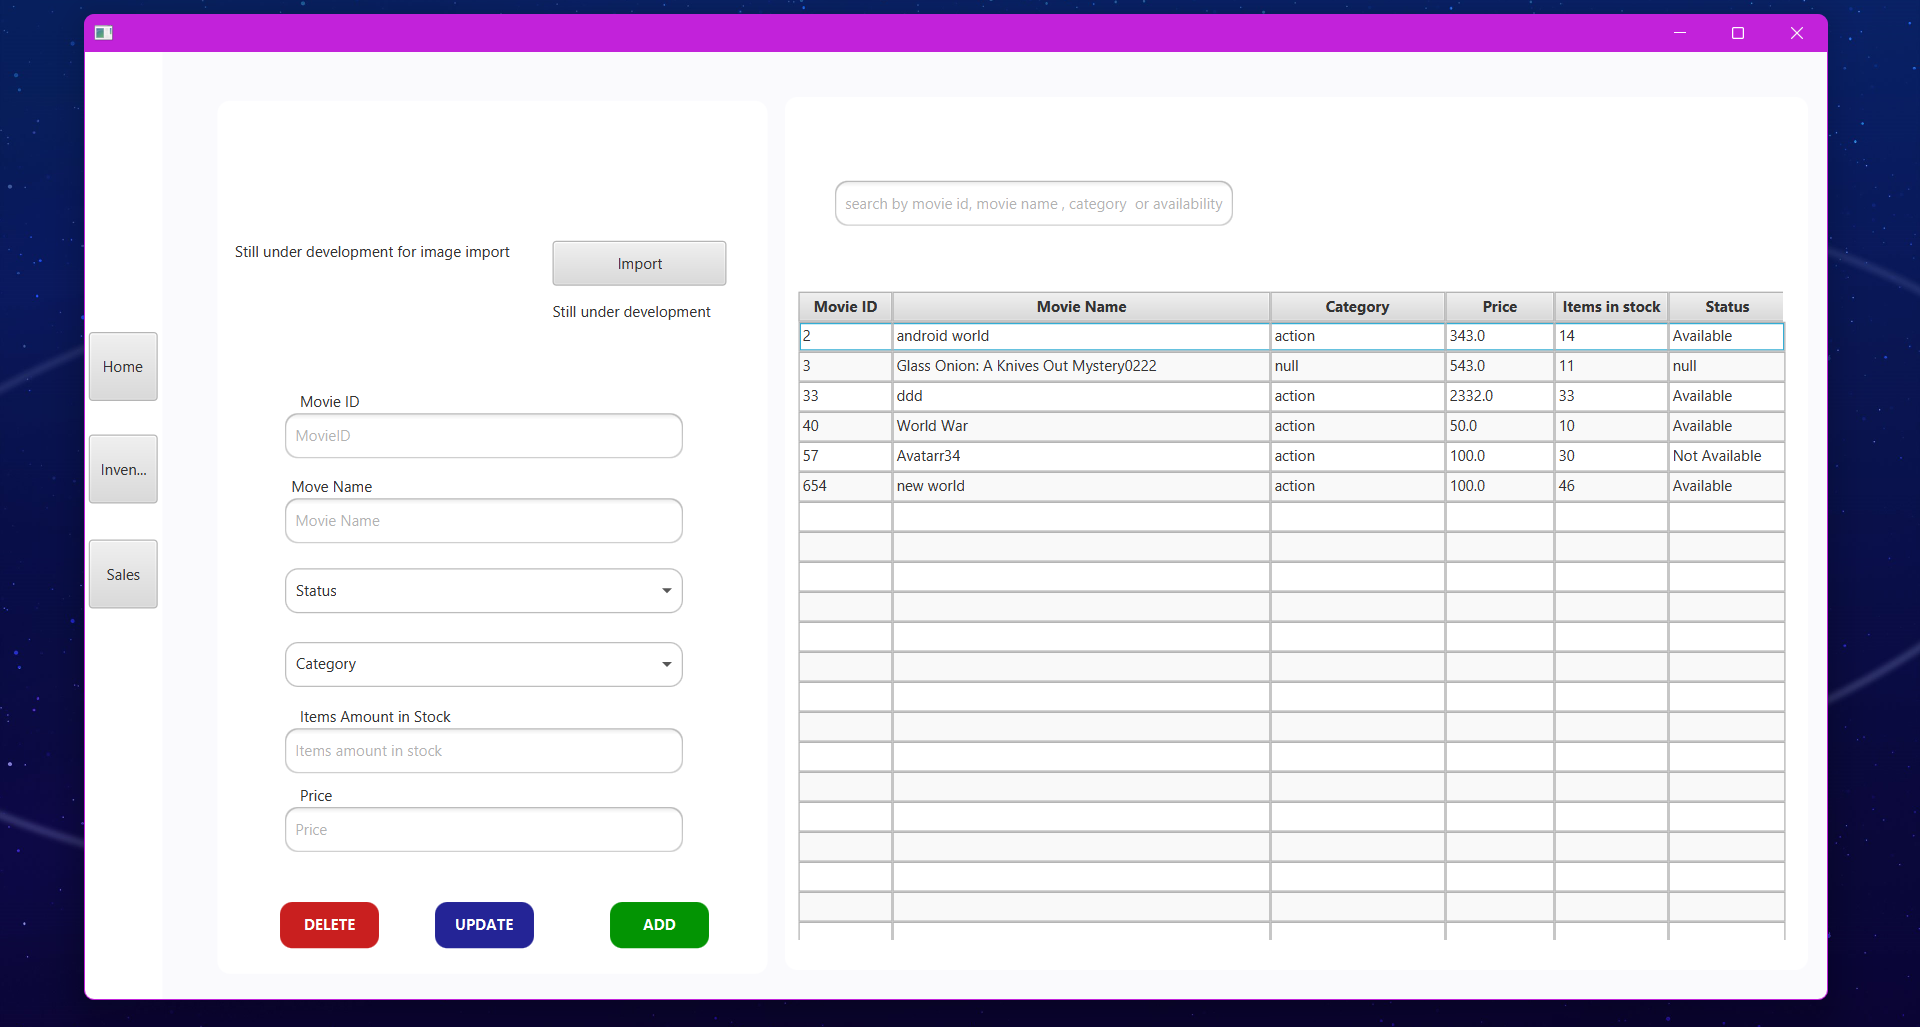 Home
Inven...
Sales
Still under development for image import
Import
Still under development
Movie ID
MovieID
Move Name
Movie Name
Status
Category
Items Amount in Stock
Items amount in stock
Price
Price
DELETE UPDATE ADD
search by movie id, movie name , category  or availability
Movie ID Movie Name Category Price Items in stock Status
2 android world action 343.0 14 Available
3 Glass Onion: A Knives Out Mystery0222 null 543.0 11 null
33 ddd action 2332.0 33 Available
40 World War action 50.0 10 Available
57 Avatarr34 action 100.0 30 Not Available
654 new world action 100.0 46 Available